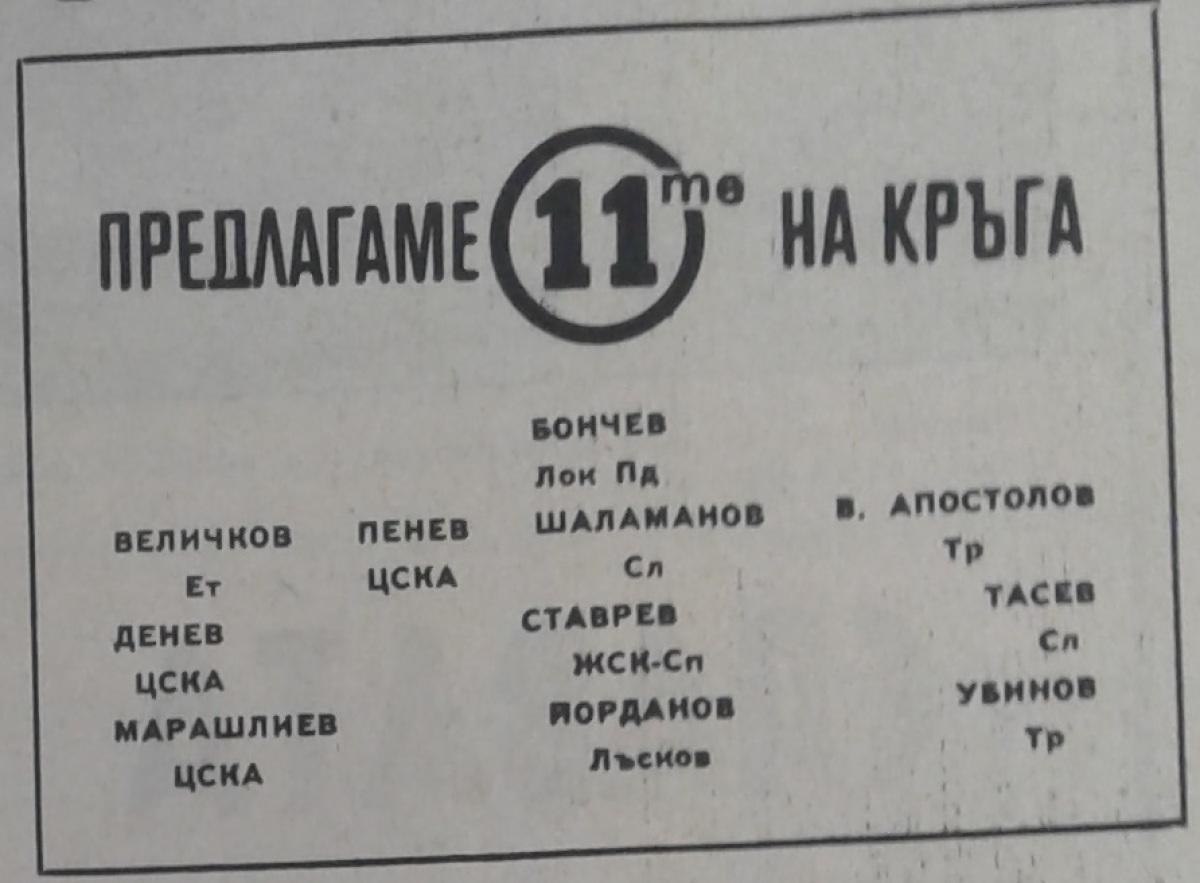 ПРЕДЛАГАМЕ 11те НА КРЪГА
БОНЧЕВ
Лок Пд
ВЕЛИЧКОВ ПЕНЕВ ШАЛАМАНОВ В. АПОСТОЛОВ
Ет ЦСКА Сл Тр
ДЕНЕВ СТАВРЕВ ТАСЕВ
ЦСКА ЖСК-Сп Сл
МАРАШЛИЕВ ЙОРДАНОВ УБИНОВ
ЦСКА Лъсков Тр